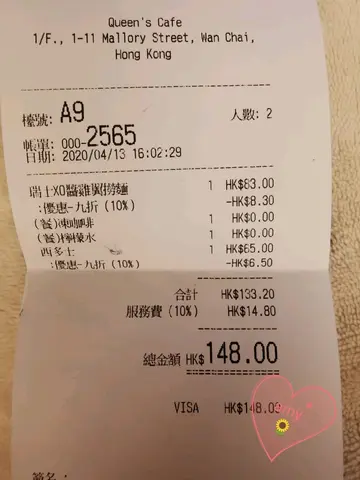 Queen's Cafe
1/F., 1-11 Mallory Street, Wan Chai,
Hong Kong
檯號: A9 人數: 2
帳單: 000-2565
日期: 2020/04/13 16:02:29
瑞士XO醬雞翼撈麵 1 HK$83.00
:優惠-九折 (10%) -HK$8.30
(餐)凍咖啡 1 HK$0.00
(餐)檸檬水 1 HK$0.00
西多士 1 HK$65.00
:優惠-九折 (10%) -HK$6.50
合計 HK$133.20
服務費 (10%) HK$14.80
總金額 HK$148.00
VISA HK$148.00
簽名: